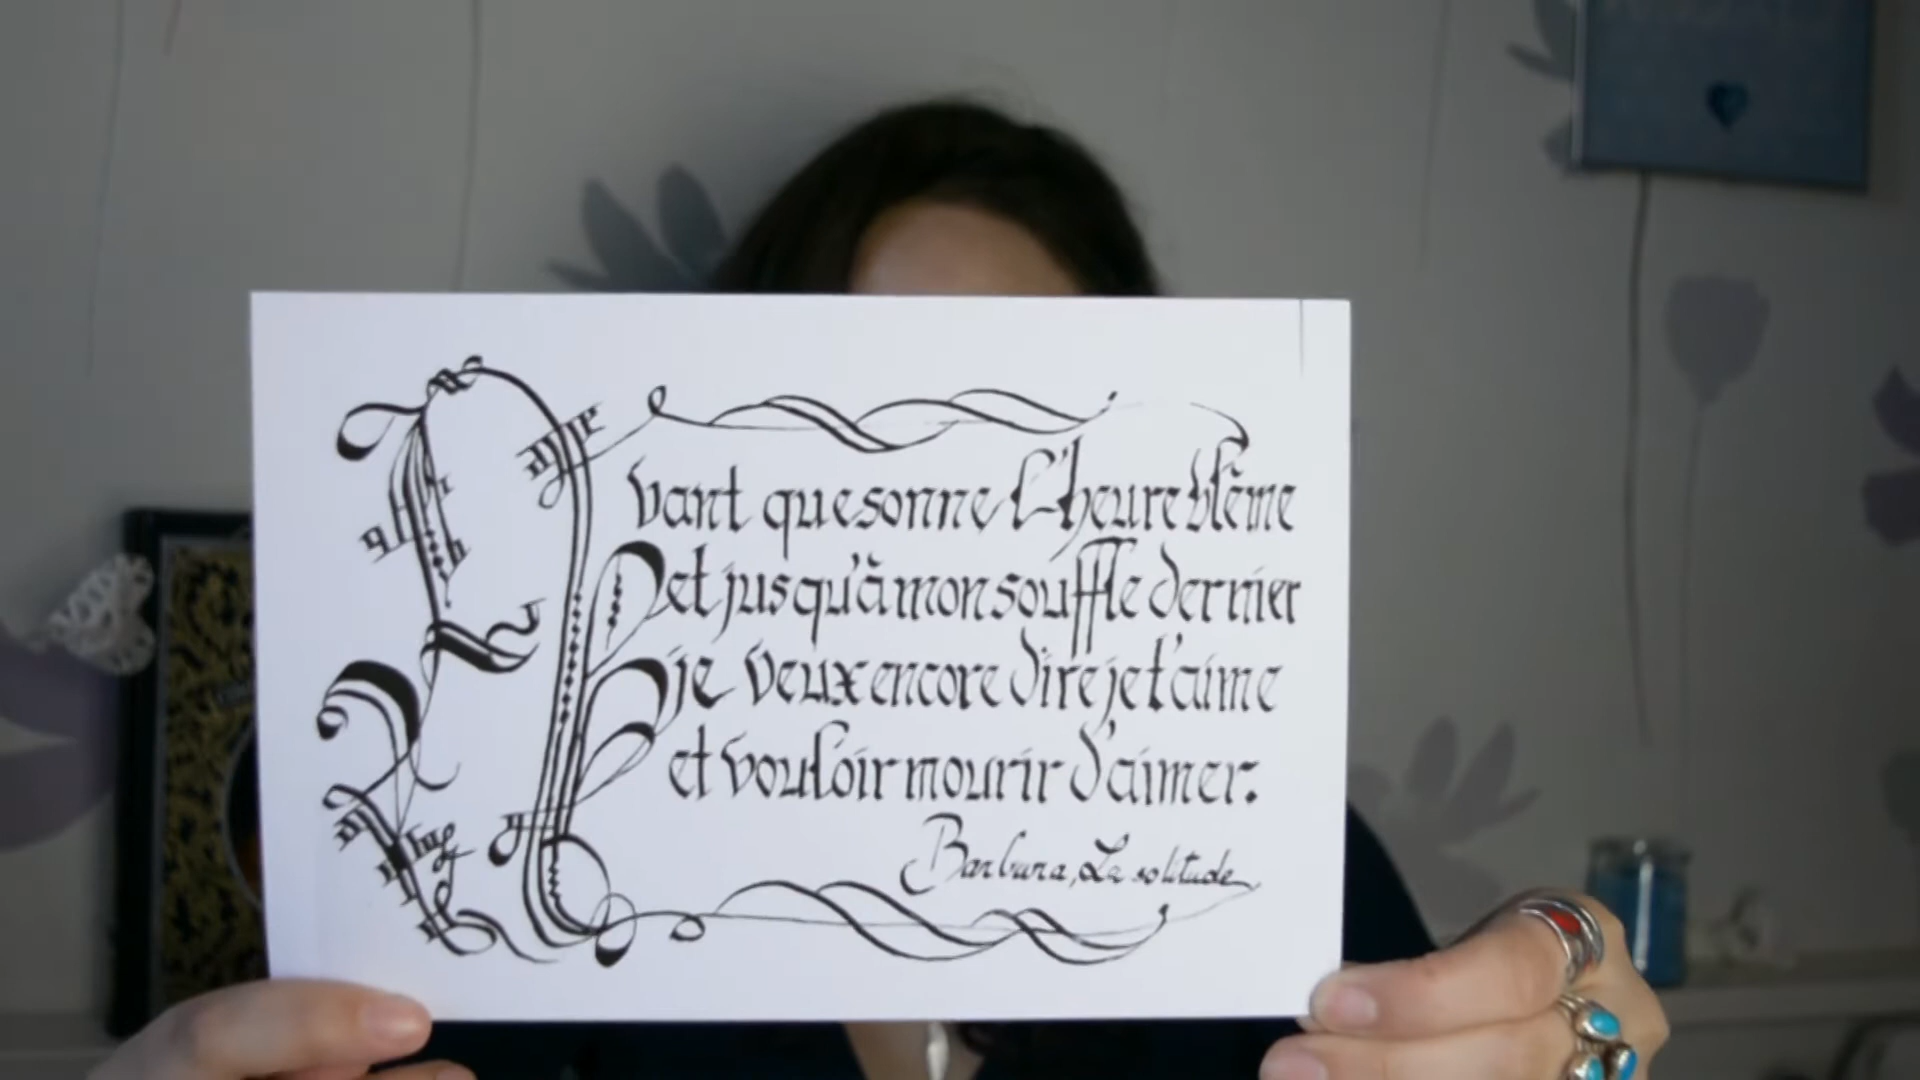 Avant que sonne l'heure blême
et jusqu'à mon souffle dernier
je veux encore dire je t'aime
et vouloir mourir d'aimer.
Barbara, La solitude